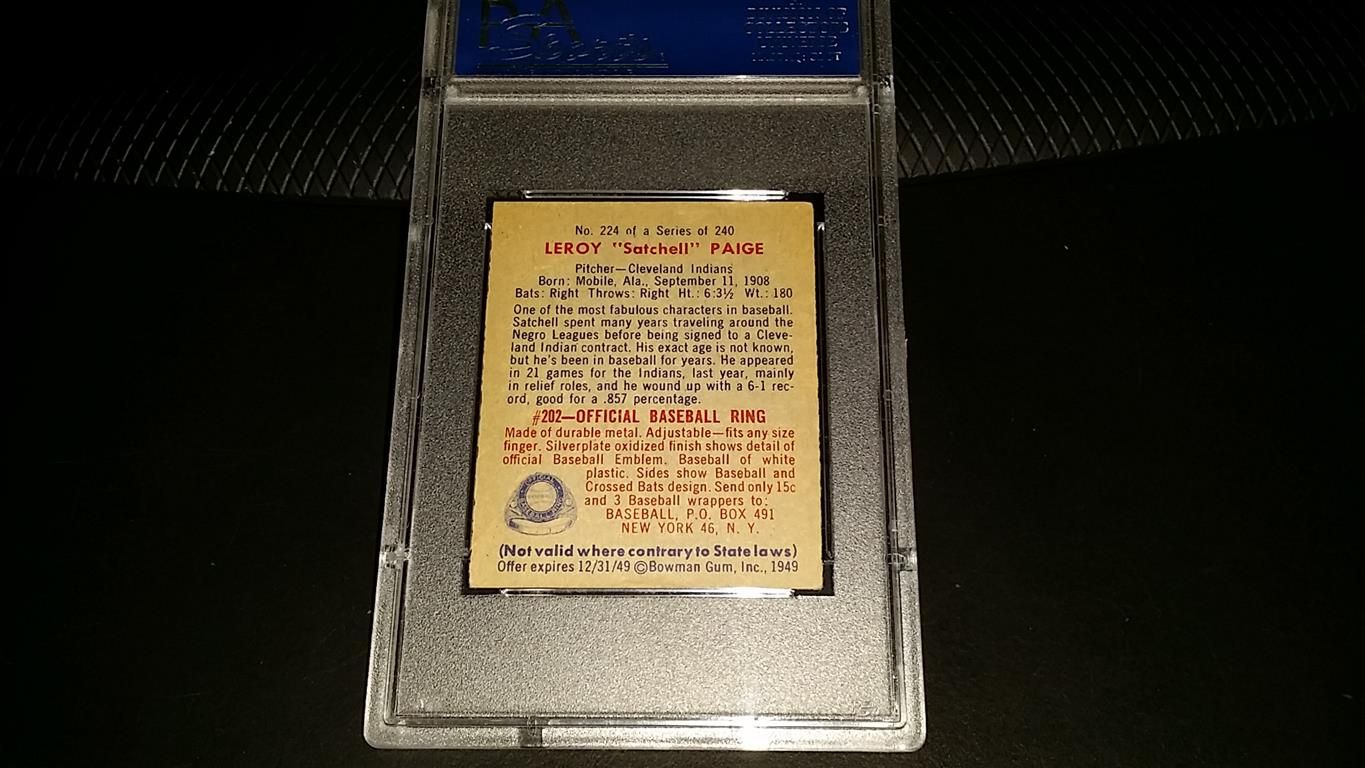 PSA
No. 224 of a Series of 240
LEROY "Satchell" PAIGE
Pitcher—Cleveland Indians
Born: Mobile, Ala., September 11, 1908
Bats: Right Throws: Right Ht.: 6:3½ Wt.: 180
One of the most fabulous characters in baseball.
Satchell spent many years traveling around the
Negro Leagues before being signed to a Cleve-
land Indian contract. His exact age is not known,
but he's been in baseball for years. He appeared
in 21 games for the Indians, last year, mainly
in relief roles, and he wound up with a 6-1 rec-
ord, good for a .857 percentage.
#202—OFFICIAL BASEBALL RING
Made of durable metal. Adjustable—fits any size
finger. Silverplate oxidized finish shows detail of
official Baseball Emblem. Baseball of white
plastic. Sides show Baseball and
Crossed Bats design. Send only 15c
and 3 Baseball wrappers to:
BASEBALL, P.O. BOX 491
NEW YORK 46, N. Y.
(Not valid where contrary to State laws)
Offer expires 12/31/49 ©Bowman Gum, Inc., 1949